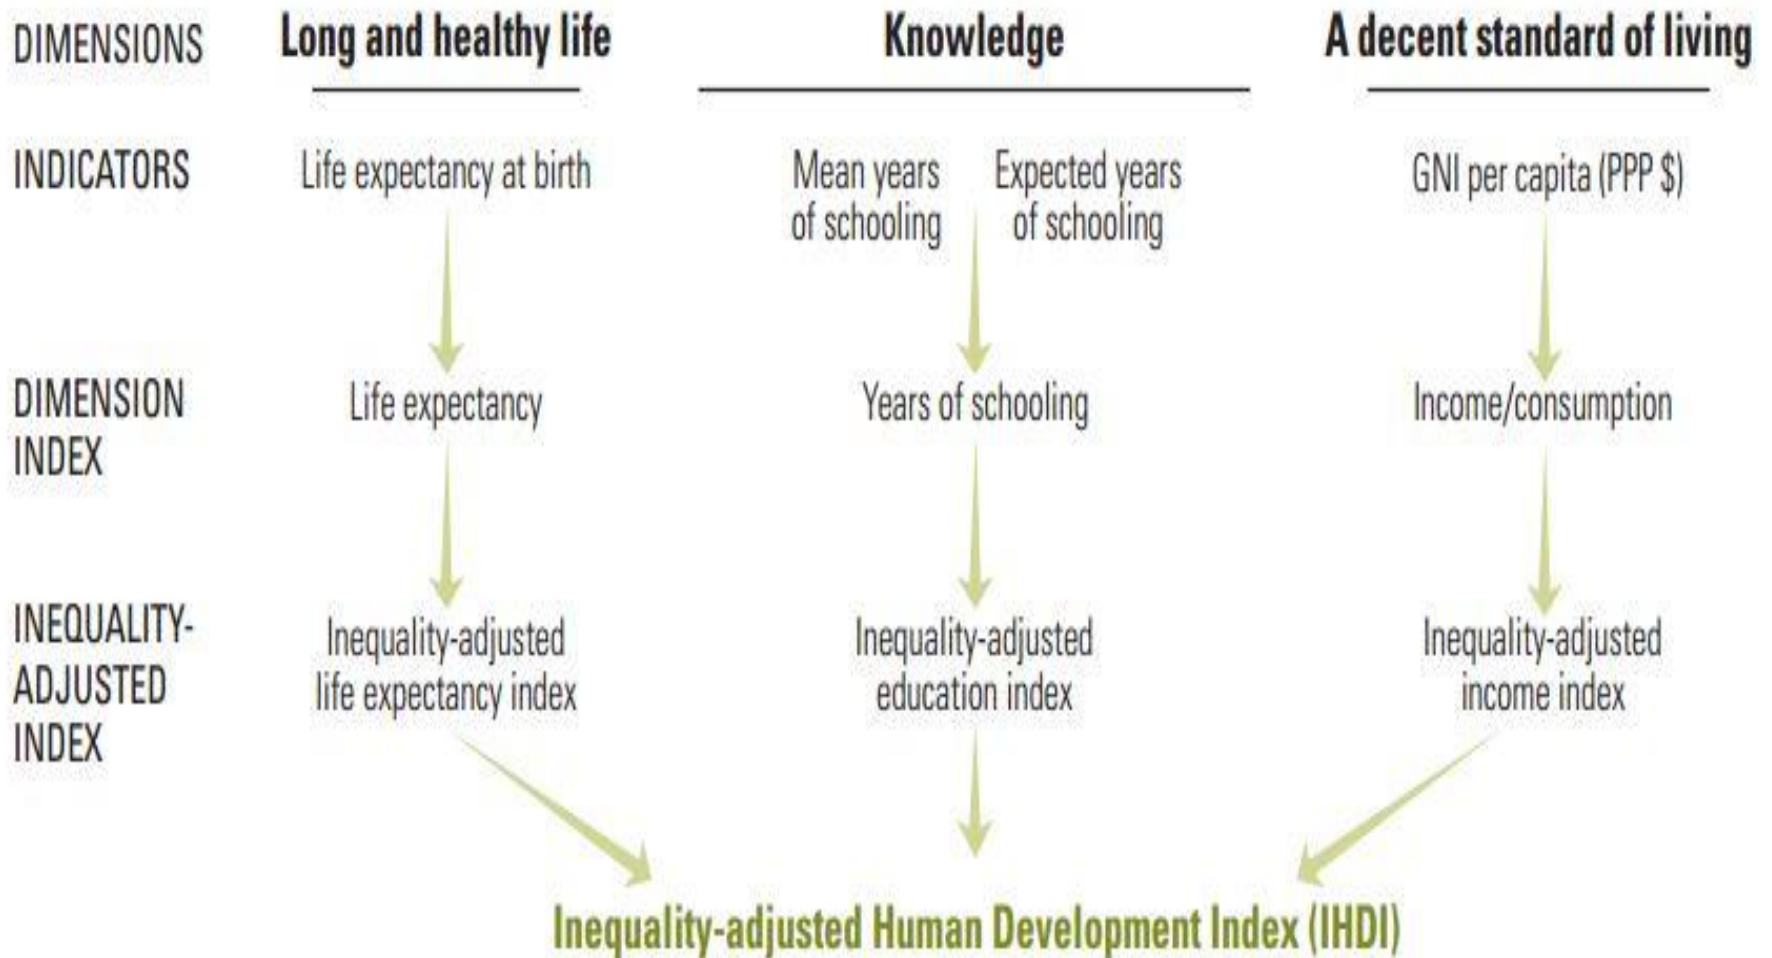 DIMENSIONS
Long and healthy life
Knowledge
A decent standard of living
INDICATORS
Life expectancy at birth
Mean years
of schooling
Expected years
of schooling
GNI per capita (PPP $)
DIMENSION
INDEX
Life expectancy
Years of schooling
Income/consumption
INEQUALITY-
ADJUSTED
INDEX
Inequality-adjusted
life expectancy index
Inequality-adjusted
education index
Inequality-adjusted
income index
Inequality-adjusted Human Development Index (IHDI)